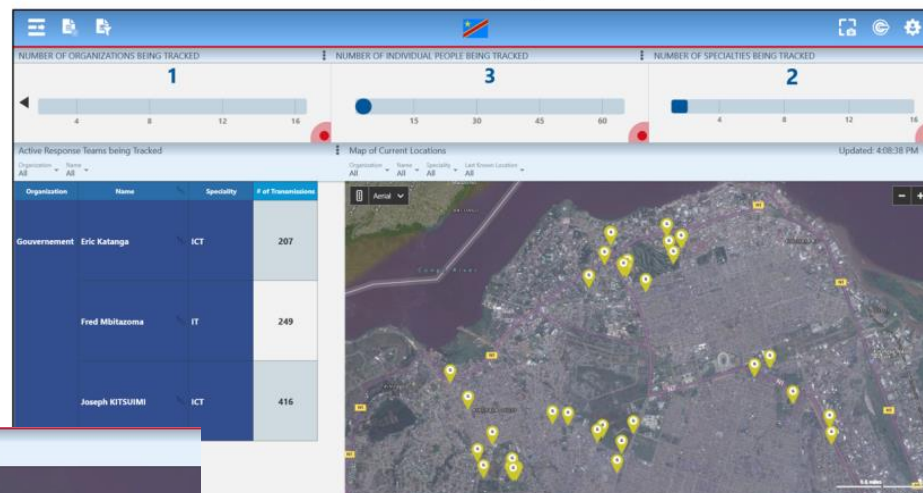 NUMBER OF ORGANIZATIONS BEING TRACKED
1
4 8 12 16
NUMBER OF INDIVIDUAL PEOPLE BEING TRACKED
3
15 30 45 60
NUMBER OF SPECIALTIES BEING TRACKED
2
4 8 12 16
Active Response Teams being Tracked
Organization Name
All All
Organization Name Speciality # of Transmissions
Gouvernement Eric Katanga ICT 207
Fred Mbitazoma IT 249
Joseph KITSUIMI ICT 416
Map of Current Locations
Updated: 4:08:38 PM
Organization Name Speciality Last Known Location
All All All All
Aerial
Congo River